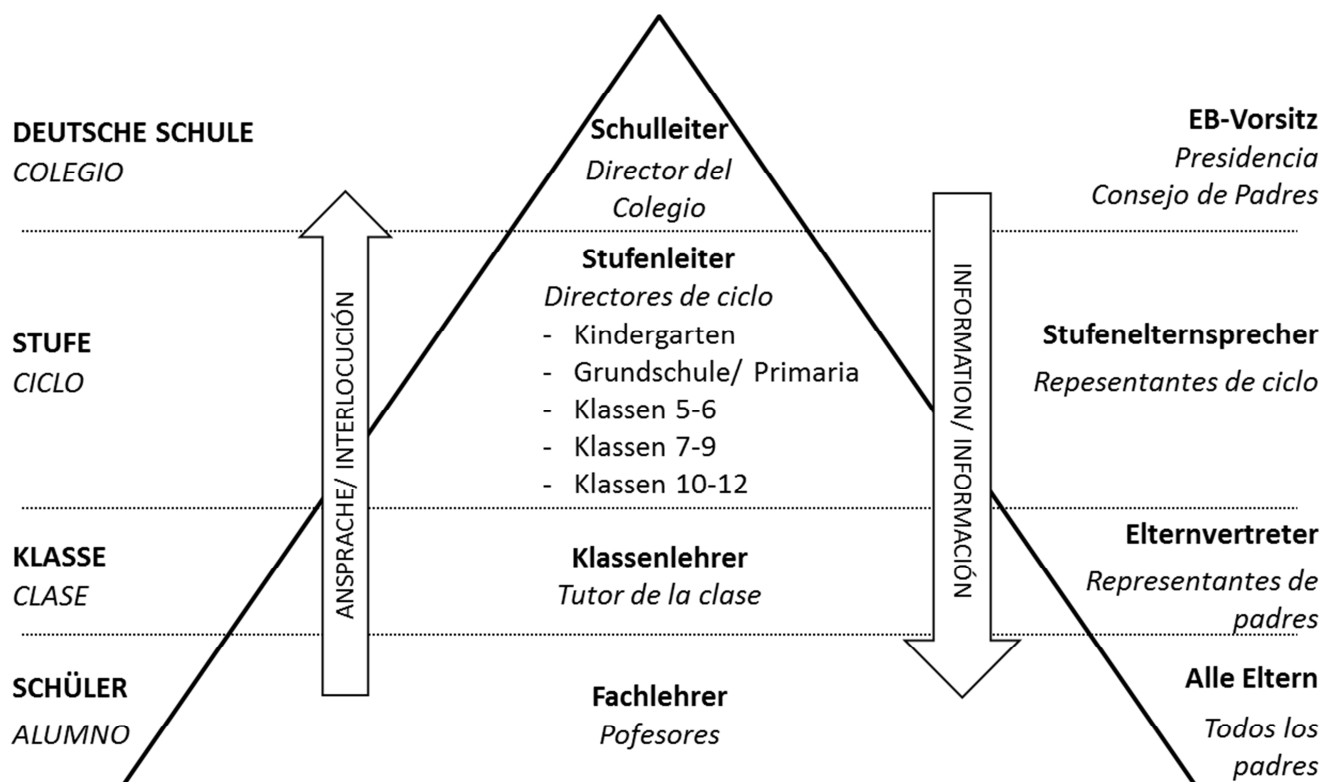 DEUTSCHE SCHULE
COLEGIO
Schulleiter
Director del
Colegio
EB-Vorsitz
Presidencia
Consejo de Padres
STUFE
CICLO
ANSPRACHE/ INTERLOCUCIÓN
Stufenleiter
Directores de ciclo
- Kindergarten
- Grundschule/ Primaria
- Klassen 5-6
- Klassen 7-9
- Klassen 10-12
INFORMATION/ INFORMACIÓN
Stufenelternsprecher
Repesentantes de ciclo
KLASSE
CLASE
Klassenlehrer
Tutor de la clase
Elternvertreter
Representantes de
padres
SCHÜLER
ALUMNO
Fachlehrer
Pofesores
Alle Eltern
Todos los
padres